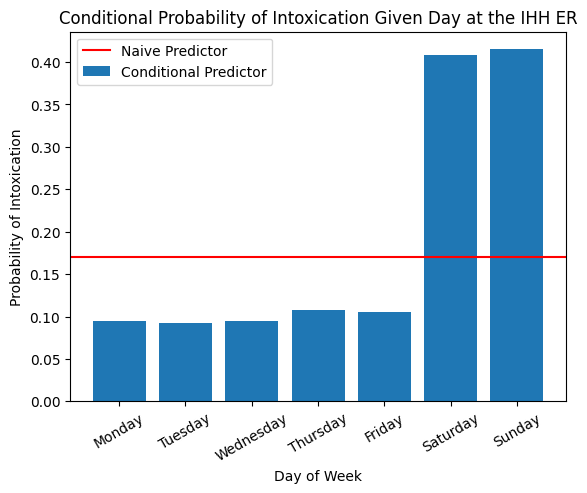 Conditional Probability of Intoxication Given Day at the IHH ER
Naive Predictor
Conditional Predictor
Probability of Intoxication
0.40
0.35
0.30
0.25
0.20
0.15
0.10
0.05
0.00
Monday
Tuesday
Wednesday
Thursday
Friday
Saturday
Sunday
Day of Week